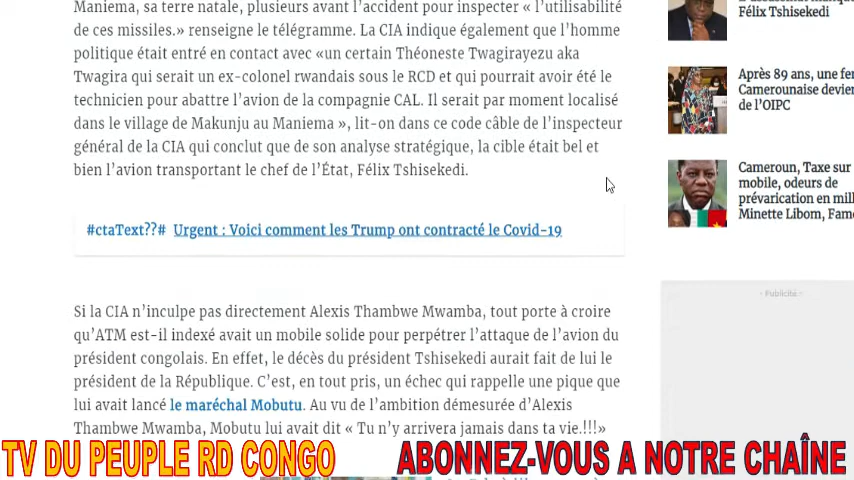 Maniema, sa terre natale, plusieurs avant l'accident pour inspecter « l'utilisabilité
de ces missiles.» renseigne le télégramme. La CIA indique également que l'homme
politique était entré en contact avec «un certain Théoneste Twagirayezu aka
Twagira qui serait un ex-colonel rwandais sous le RCD et qui pourrait avoir été le
technicien pour abattre l'avion de la compagnie CAL. Il serait par moment localisé
dans le village de Makunju au Maniema », lit-on dans ce code câble de l'inspecteur
général de la CIA qui conclut que de son analyse stratégique, la cible était bel et
bien l'avion transportant le chef de l'État, Félix Tshisekedi.
#ctaText??# Urgent : Voici comment les Trump ont contracté le Covid-19
Si la CIA n'inculpe pas directement Alexis Thambwe Mwamba, tout porte à croire
qu'ATM est-il indexé avait un mobile solide pour perpétrer l'attaque de l'avion du
président congolais. En effet, le décès du président Tshisekedi aurait fait de lui le
président de la République. C'est, en tout pris, un échec qui rappelle une pique que
lui avait lancé le maréchal Mobutu. Au vu de l'ambition démesurée d'Alexis
Thambwe Mwamba, Mobutu lui avait dit « Tu n'y arrivera jamais dans ta vie.!!!»
Félix Tshisekedi
Après 89 ans, une fe
Camerounaise devien
de l'OIPC
Cameroun, Taxe sur
mobile, odeurs de
prévarication en mill
Minette Libom, Fame
- Publicité -
TV DU PEUPLE RD CONGO
ABONNEZ-VOUS A NOTRE CHAÎNE